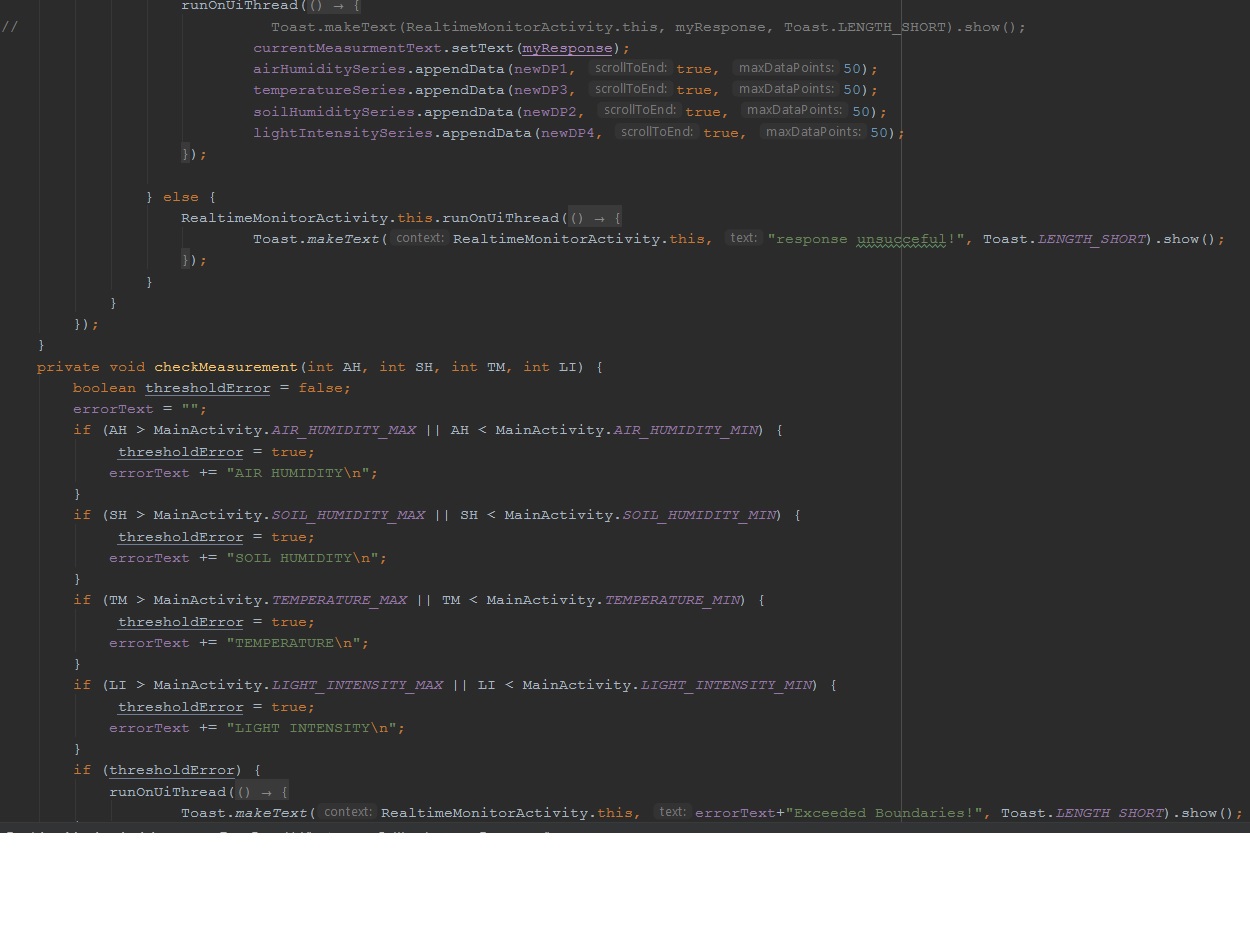 runOnUiThread(() → {
// Toast.makeText(RealtimeMonitorActivity.this, myResponse, Toast.LENGTH_SHORT).show();
currentMeasurmentText.setText(myResponse);
airHumiditySeries.appendData(newDP1, scrollToEnd: true, maxDataPoints: 50);
temperatureSeries.appendData(newDP3, scrollToEnd: true, maxDataPoints: 50);
soilHumiditySeries.appendData(newDP2, scrollToEnd: true, maxDataPoints: 50);
lightIntensitySeries.appendData(newDP4, scrollToEnd: true, maxDataPoints: 50);
});
} else {
RealtimeMonitorActivity.this.runOnUiThread(() → {
Toast.makeText( context: RealtimeMonitorActivity.this, text: "response unsucceful!", Toast.LENGTH_SHORT).show();
});
}
}
});
}
private void checkMeasurement(int AH, int SH, int TM, int LI) {
boolean thresholdError = false;
errorText = "";
if (AH > MainActivity.AIR_HUMIDITY_MAX || AH < MainActivity.AIR_HUMIDITY_MIN) {
thresholdError = true;
errorText += "AIR HUMIDITY\n";
}
if (SH > MainActivity.SOIL_HUMIDITY_MAX || SH < MainActivity.SOIL_HUMIDITY_MIN) {
thresholdError = true;
errorText += "SOIL HUMIDITY\n";
}
if (TM > MainActivity.TEMPERATURE_MAX || TM < MainActivity.TEMPERATURE_MIN) {
thresholdError = true;
errorText += "TEMPERATURE\n";
}
if (LI > MainActivity.LIGHT_INTENSITY_MAX || LI < MainActivity.LIGHT_INTENSITY_MIN) {
thresholdError = true;
errorText += "LIGHT INTENSITY\n";
}
if (thresholdError) {
runOnUiThread(() → {
Toast.makeText( context: RealtimeMonitorActivity.this, text: errorText+"Exceeded Boundaries!", Toast.LENGTH_SHORT).show();